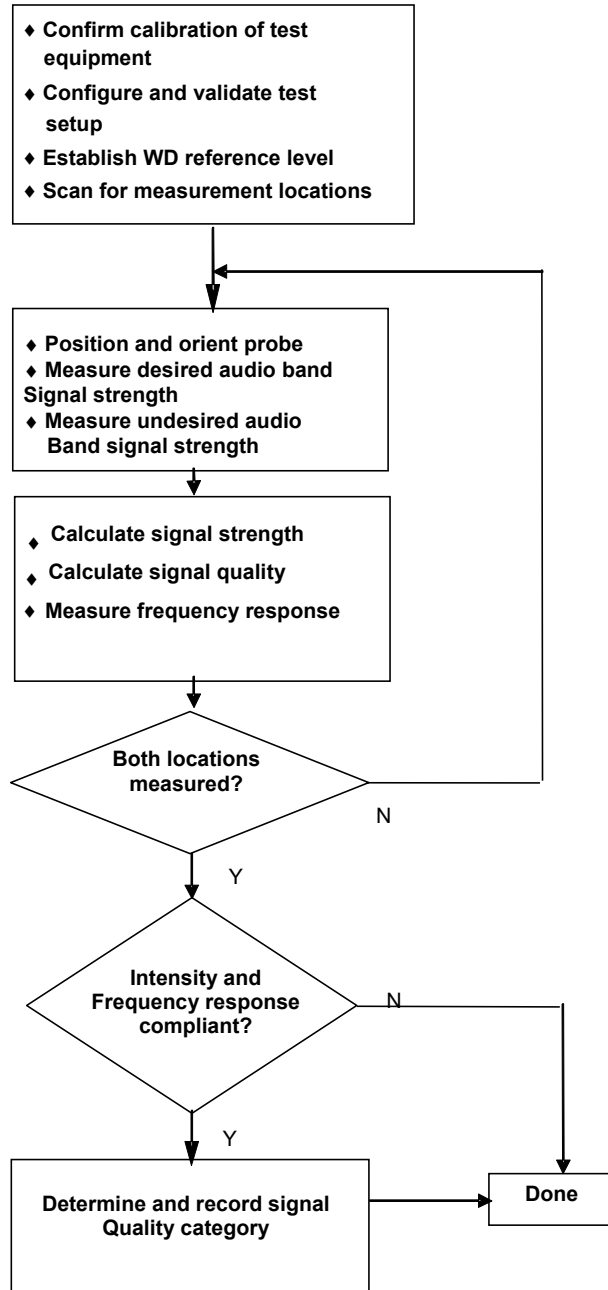 ♦ Confirm calibration of test
equipment
♦ Configure and validate test
setup
♦ Establish WD reference level
♦ Scan for measurement locations
♦ Position and orient probe
♦ Measure desired audio band
Signal strength
♦ Measure undesired audio
Band signal strength
♦ Calculate signal strength
♦ Calculate signal quality
♦ Measure frequency response
Both locations
measured?
N
Y
Intensity and
Frequency response
compliant?
N
Y
Determine and record signal
Quality category
Done